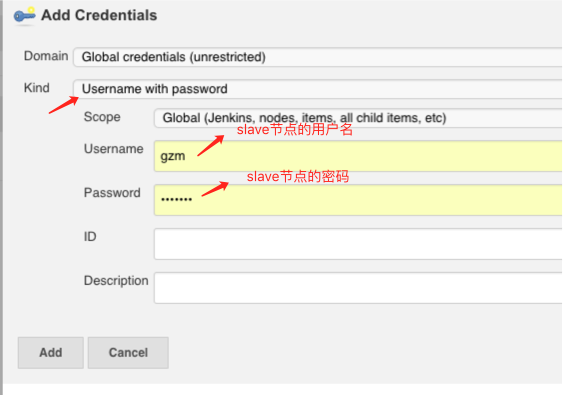 Add Credentials
Domain Global credentials (unrestricted)
Kind Username with password
Scope Global (Jenkins, nodes, items, all child items, etc)
slave节点的用户名
Username gzm
slave节点的密码
Password •••••••
ID
Description
Add Cancel